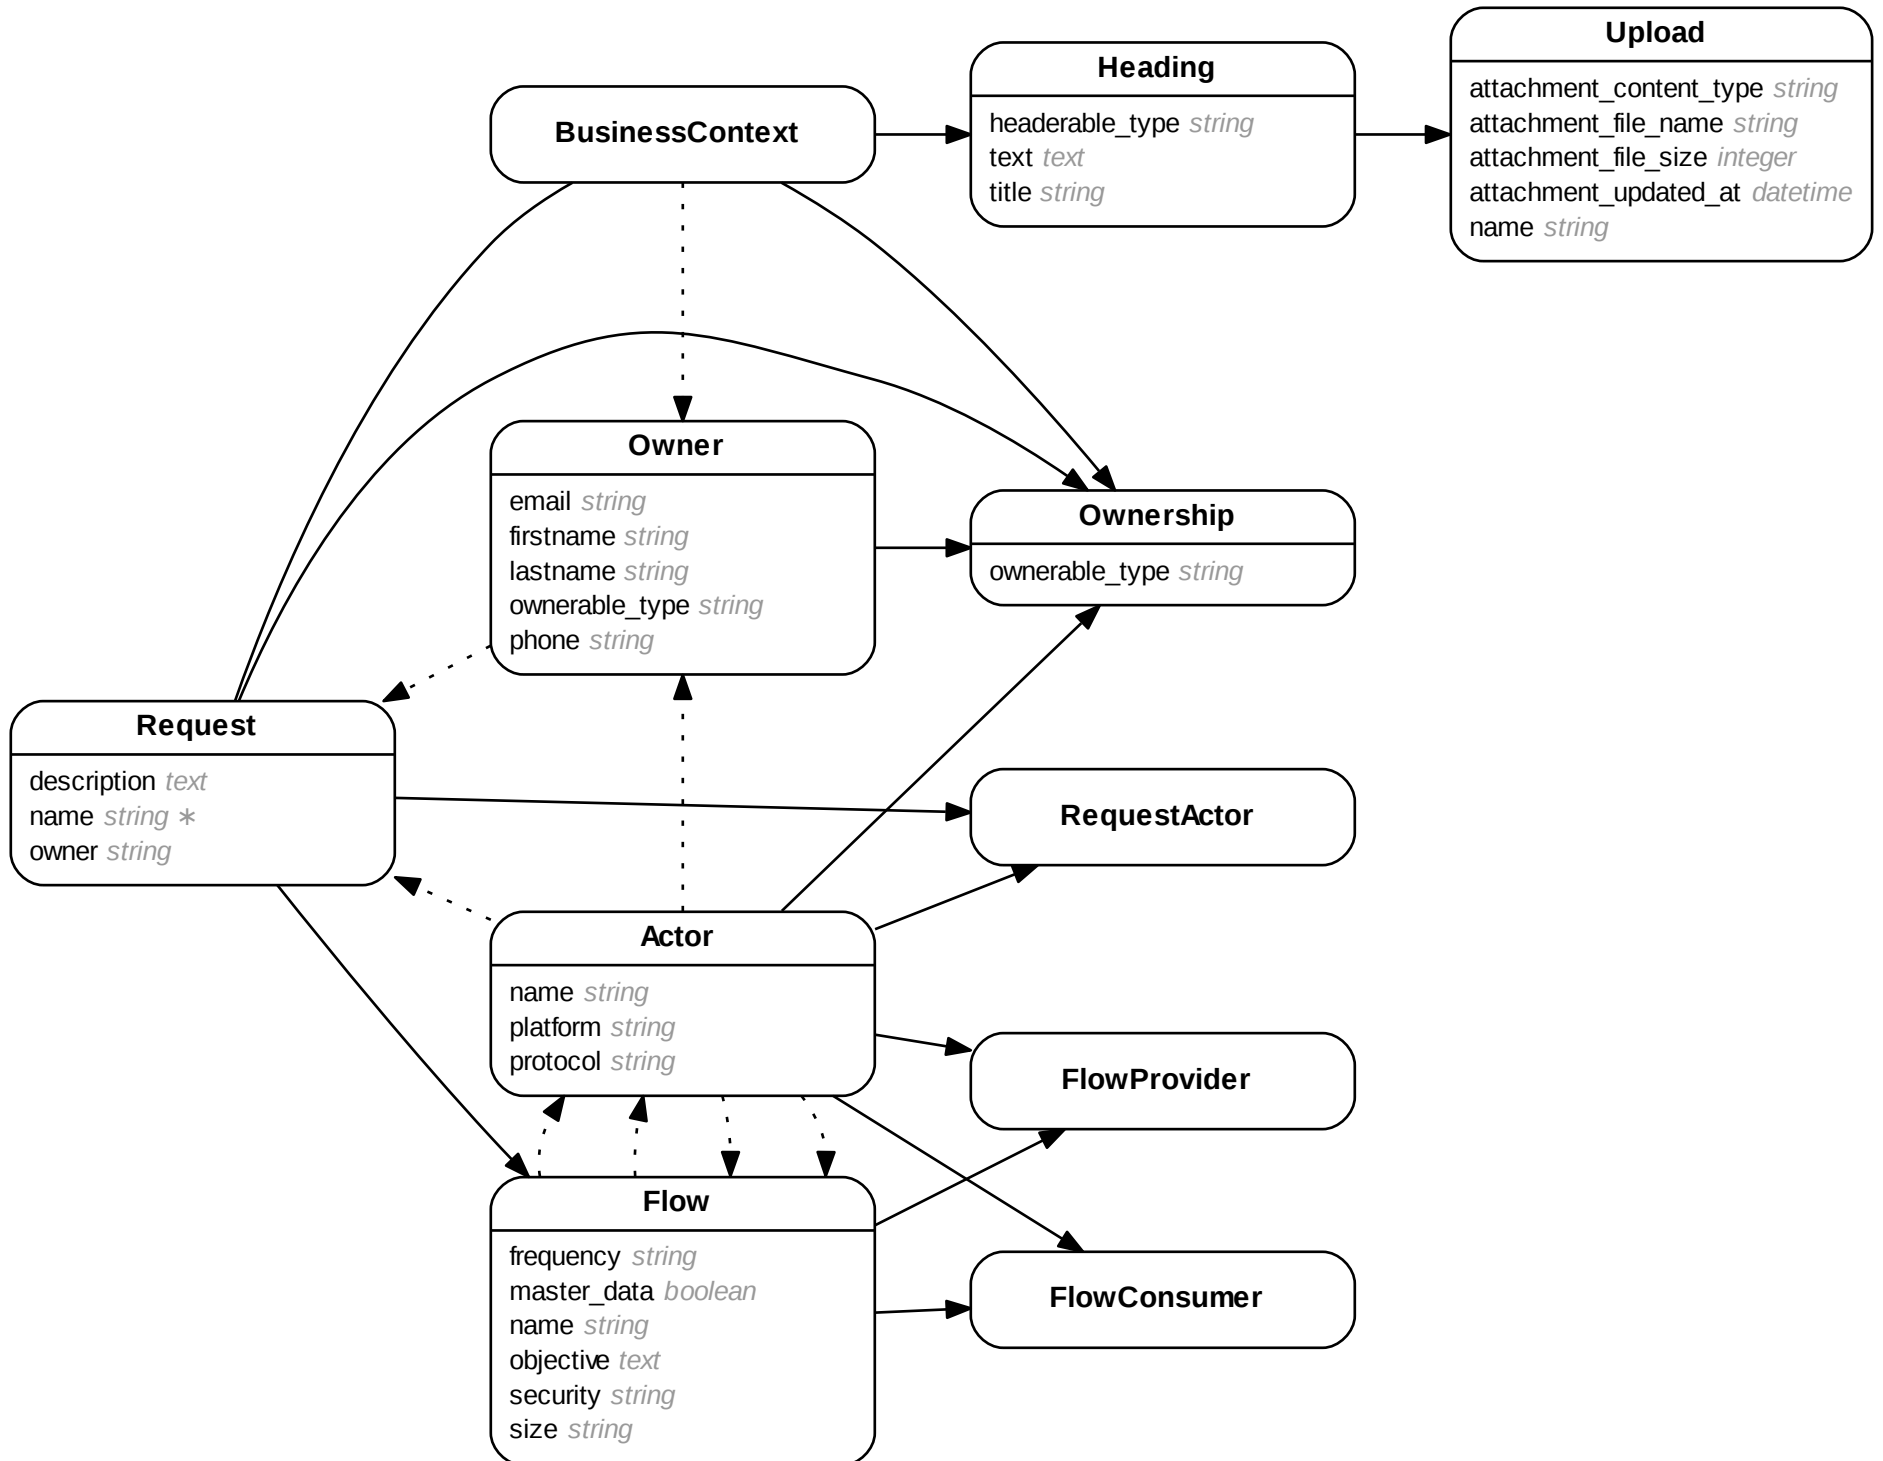 Upload
attachment_content_type string
attachment_file_name string
attachment_file_size integer
attachment_updated_at datetime
name string
Heading
headerable_type string
text text
title string
BusinessContext
Owner
email string
firstname string
lastname string
ownerable_type string
phone string
Ownership
ownerable_type string
Request
description text
name string ∗
owner string
RequestActor
Actor
name string
platform string
protocol string
FlowProvider
Flow
frequency string
master_data boolean
name string
objective text
security string
size string
FlowConsumer